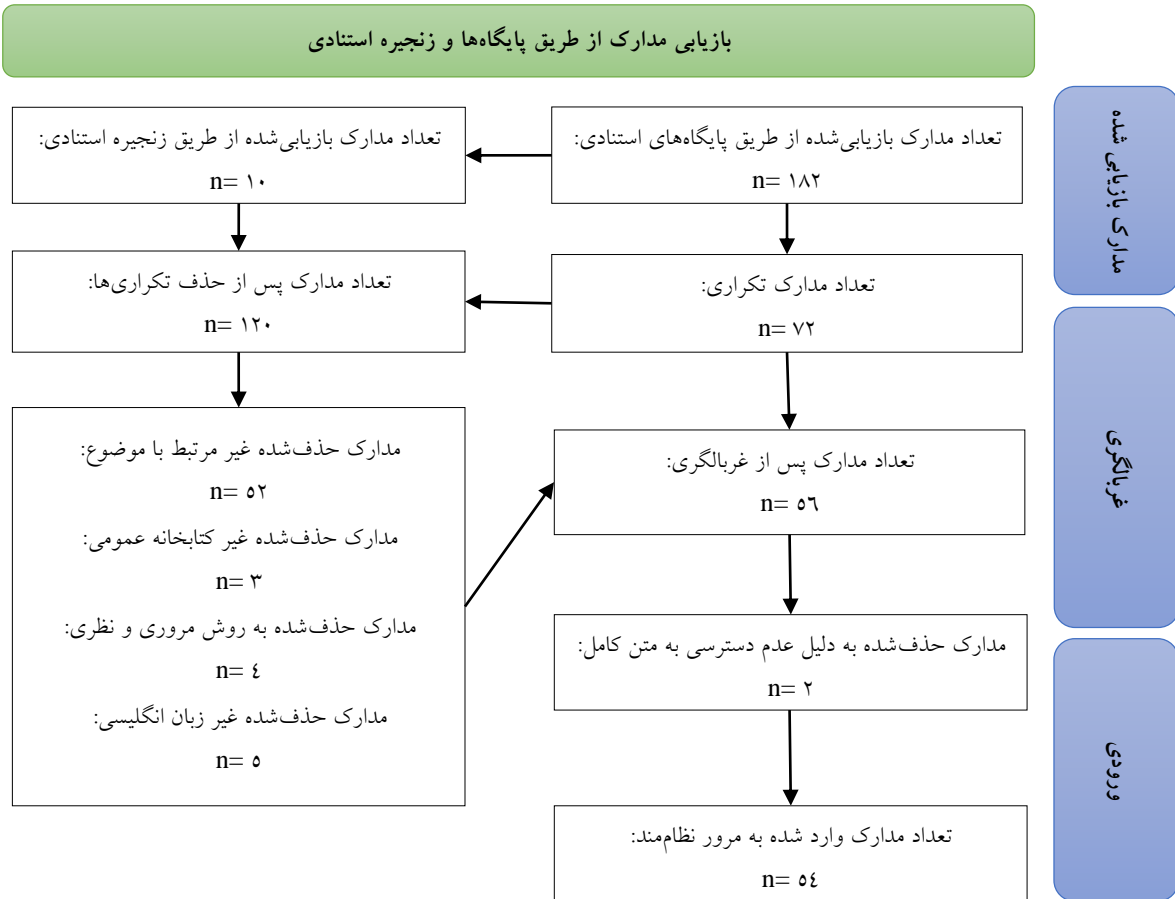 بازیابی مدارک از طریق پایگاه‌ها و زنجیره استنادی
مدارک بازیابی شده
تعداد مدارک بازیابی‌شده از طریق پایگاه‌های استنادی:
n= ۱۸۲
تعداد مدارک بازیابی‌شده از طریق زنجیره استنادی:
n= ۱۰
تعداد مدارک تکراری:
n= ۷۲
تعداد مدارک پس از حذف تکراری‌ها:
n= ۱۲۰
غربالگری
مدارک حذف‌شده غیر مرتبط با موضوع:
n= ٥۲
مدارک حذف‌شده غیر کتابخانه عمومی:
n= ۳
مدارک حذف‌شده به روش مروری و نظری:
n= ٤
مدارک حذف‌شده غیر زبان انگلیسی:
n= ٥
تعداد مدارک پس از غربالگری:
n= ٥٦
مدارک حذف‌شده به دلیل عدم دسترسی به متن کامل:
n= ۲
ورودی
تعداد مدارک وارد شده به مرور نظام‌مند:
n= ٥٤